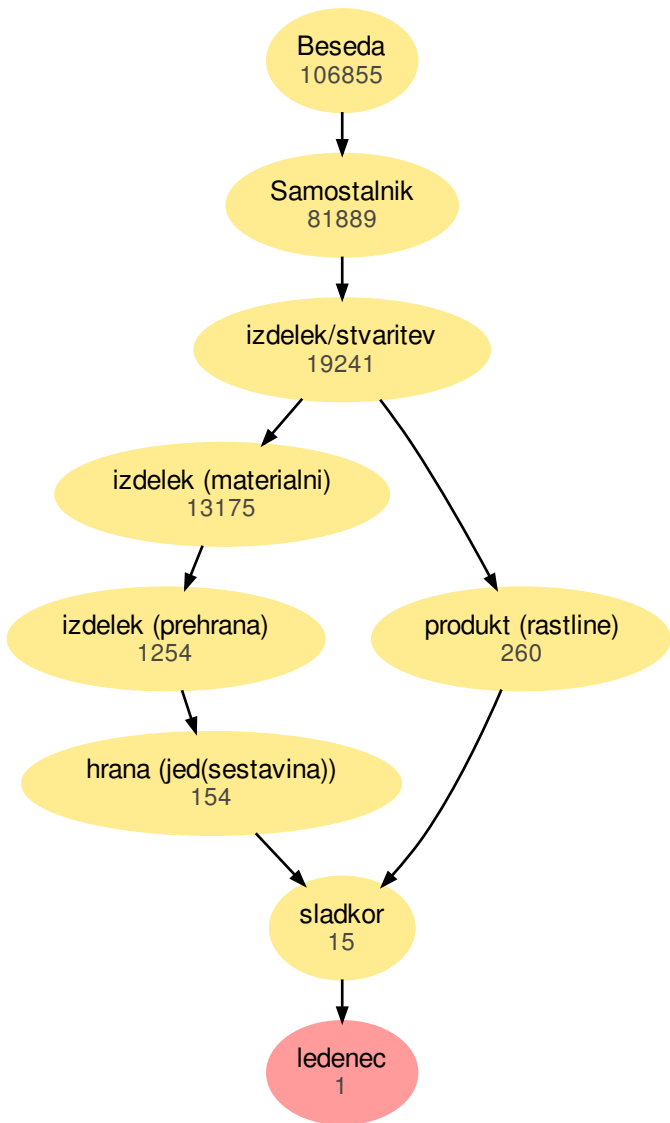 Beseda
106855
Samostalnik
81889
izdelek/stvaritev
19241
izdelek (materialni)
13175
izdelek (prehrana)
1254
produkt (rastline)
260
hrana (jed(sestavina))
154
sladkor
15
ledenec
1